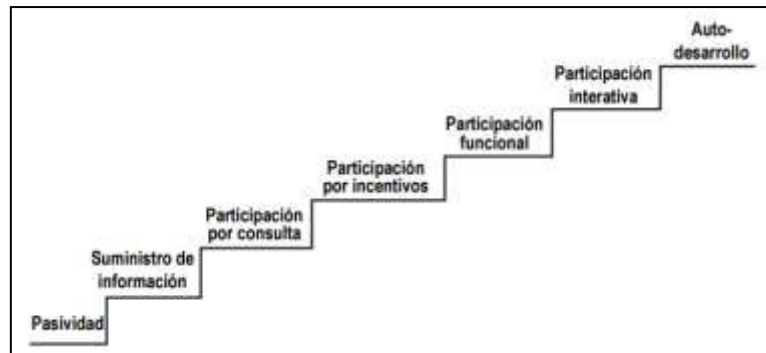 Auto-
desarrollo
Participación
interativa
Participación
funcional
Participación
por incentivos
Participación
por consulta
Suministro de
información
Pasividad